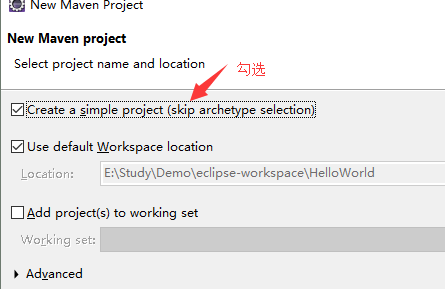 New Maven Project
New Maven project
Select project name and location
勾选
Create a simple project (skip archetype selection)
Use default Workspace location
Location: E:\Study\Demo\eclipse-workspace\HelloWorld
Add project(s) to working set
Working set:
Advanced